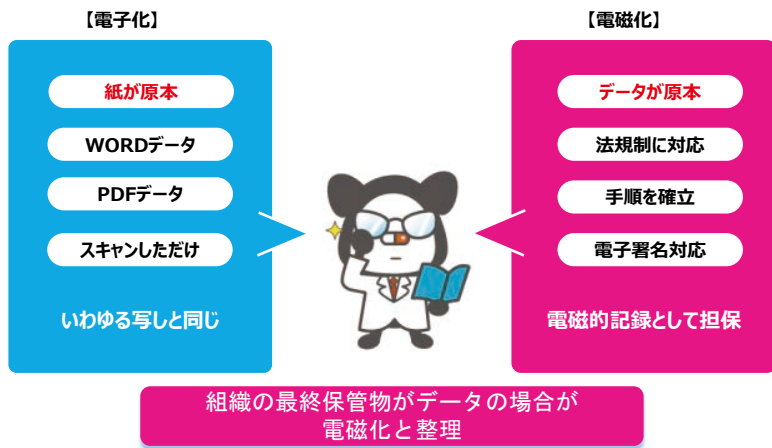 【電子化】
紙が原本
WORDデータ
PDFデータ
スキャンしただけ
いわゆる写しと同じ
【電磁化】
データが原本
法規制に対応
手順を確立
電子署名対応
電磁的記録として担保
組織の最終保管物がデータの場合が
電磁化と整理